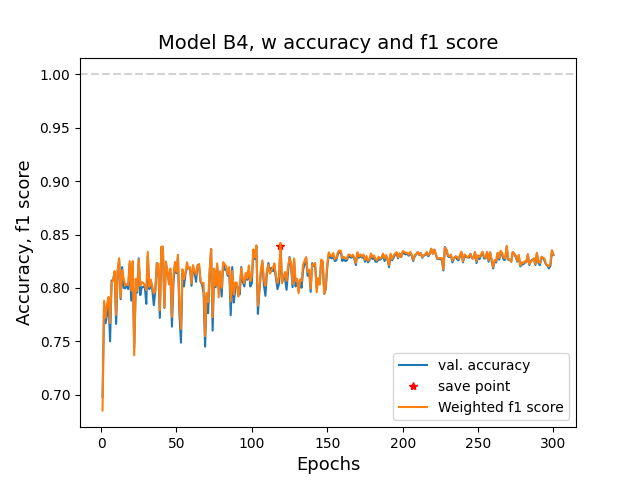 Model B4, w accuracy and f1 score
1.00
0.95
0.90
0.85
0.80
0.75
0.70
Accuracy, f1 score
val. accuracy
save point
Weighted f1 score
0 50 100 150 200 250 300
Epochs